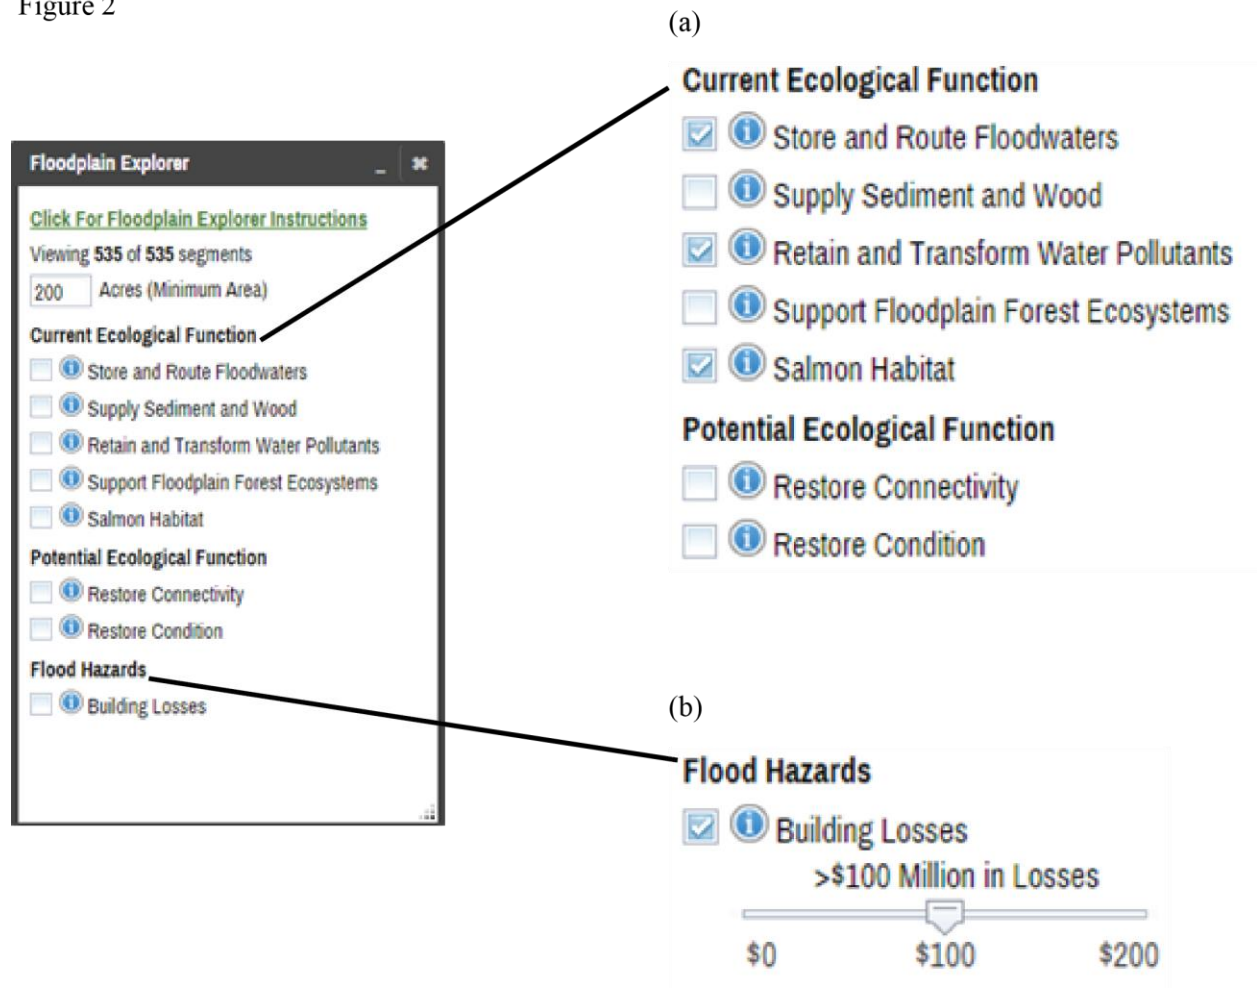 Figure 2
Floodplain Explorer
Click For Floodplain Explorer Instructions
Viewing 535 of 535 segments
200 Acres (Minimum Area)
Current Ecological Function
Store and Route Floodwaters
Supply Sediment and Wood
Retain and Transform Water Pollutants
Support Floodplain Forest Ecosystems
Salmon Habitat
Potential Ecological Function
Restore Connectivity
Restore Condition
Flood Hazards
Building Losses
(a)
Current Ecological Function
Store and Route Floodwaters
Supply Sediment and Wood
Retain and Transform Water Pollutants
Support Floodplain Forest Ecosystems
Salmon Habitat
Potential Ecological Function
Restore Connectivity
Restore Condition
(b)
Flood Hazards
Building Losses
>$100 Million in Losses
$0 $100 $200